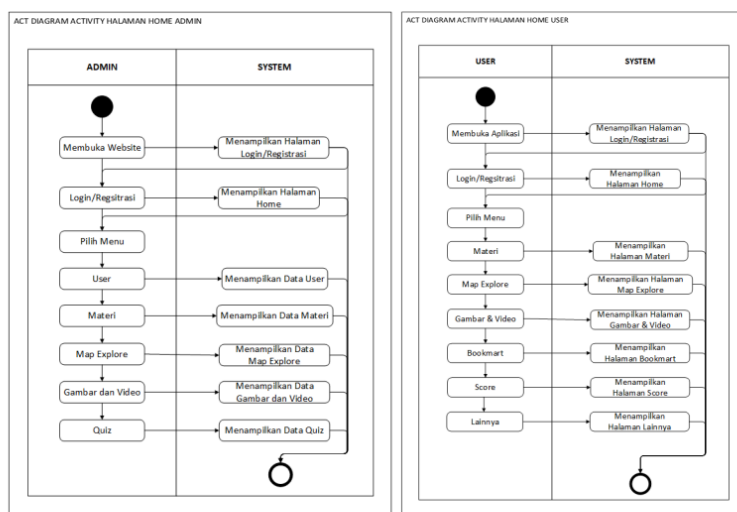 ACT DIAGRAM ACTIVITY HALAMAN HOME ADMIN
ADMIN
SYSTEM
Membuka Website
Menampilkan Halaman
Login/Registrasi
Login/Regsitrasi
Menampilkan Halaman
Home
Pilih Menu
User
Menampilkan Data User
Materi
Menampilkan Data Materi
Map Explore
Menampilkan Data
Map Explore
Gambar dan Video
Menampilkan Data
Gambar dan Video
Quiz
Menampilkan Data Quiz
ACT DIAGRAM ACTIVITY HALAMAN HOME USER
USER
SYSTEM
Membuka Aplikasi
Menampilkan Halaman
Login/Registrasi
Login/Registrasi
Menampilkan
Halaman Home
Pilih Menu
Materi
Menampilkan
Halaman Materi
Map Explore
Menampilkan Halaman
Map Explore
Gambar & Video
Menampilkan Halaman
Gambar & Video
Bookmart
Menampilkan
Halaman Bookmart
Score
Menampilkan
Halaman Score
Lainnya
Menampilkan
Halaman Lainnya